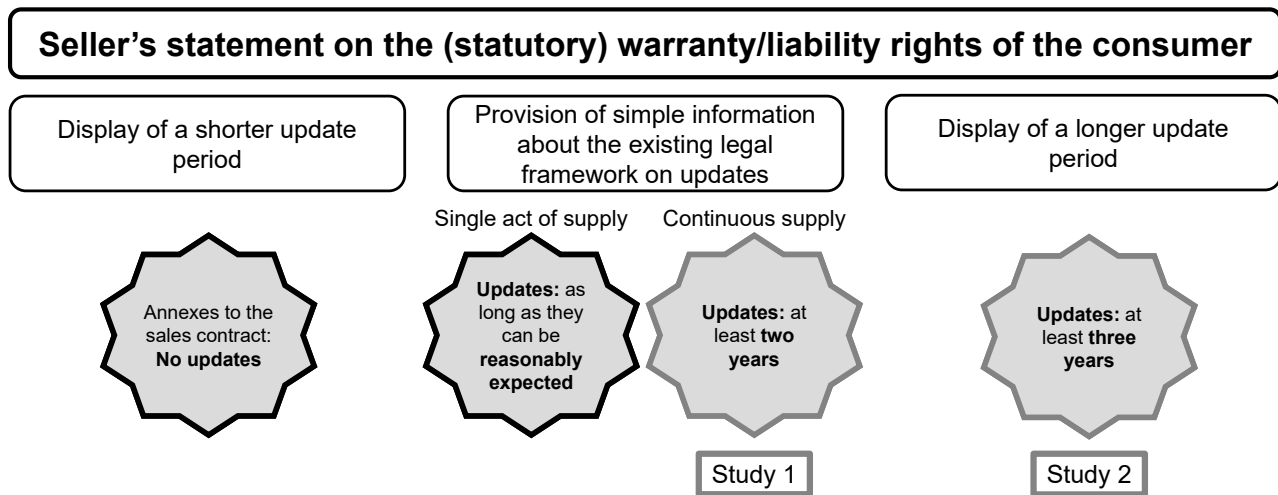 Seller’s statement on the (statutory) warranty/liability rights of the consumer
Display of a shorter update
period
Provision of simple information
about the existing legal
framework on updates
Display of a longer update
period
Single act of supply
Continuous supply
Annexes to the
sales contract:
No updates
Updates: as
long as they
can be
reasonably
expected
Updates: at
least two
years
Updates: at
least three
years
Study 1
Study 2